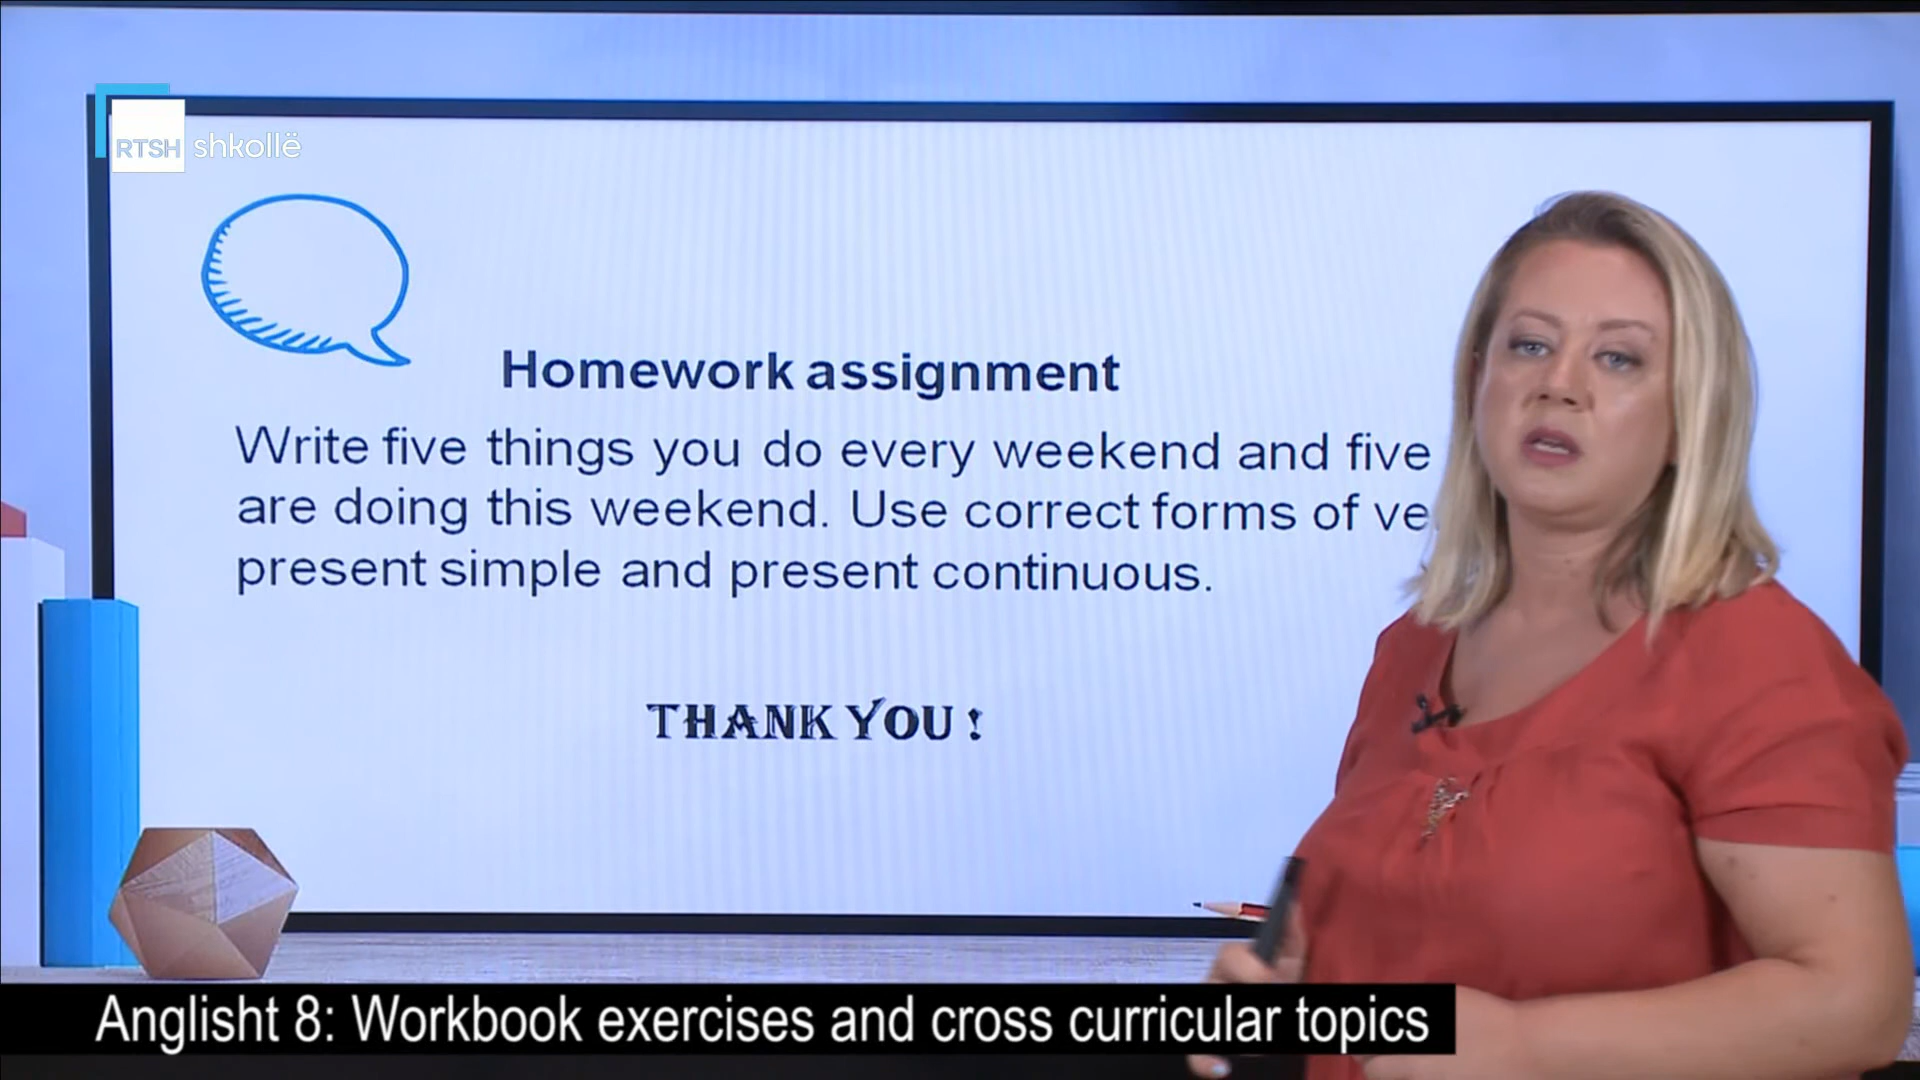 RTSH shkollë
Homework assignment
Write five things you do every weekend and five
are doing this weekend. Use correct forms of
present simple and present continuous.
THANK YOU !
Anglisht 8: Workbook exercises and cross curricular topics